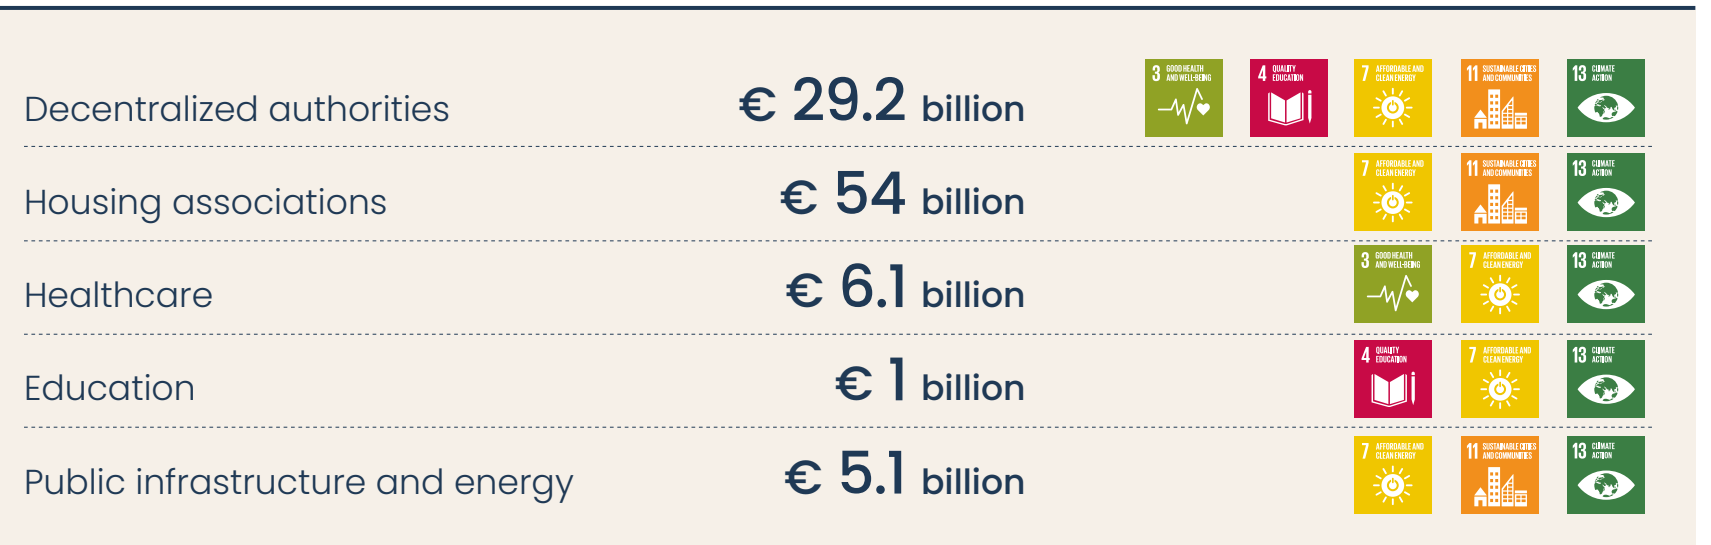 Decentralized authorities € 29.2 billion
3 GOOD HEALTH
AND WELL-BEING
4 QUALITY
EDUCATION
7 AFFORDABLE AND
CLEAN ENERGY
11 SUSTAINABLE CITIES
AND COMMUNITIES
13 CLIMATE
ACTION
Housing associations € 54 billion
7 AFFORDABLE AND
CLEAN ENERGY
11 SUSTAINABLE CITIES
AND COMMUNITIES
13 CLIMATE
ACTION
Healthcare € 6.1 billion
3 GOOD HEALTH
AND WELL-BEING
7 AFFORDABLE AND
CLEAN ENERGY
13 CLIMATE
ACTION
Education € 1 billion
4 QUALITY
EDUCATION
7 AFFORDABLE AND
CLEAN ENERGY
13 CLIMATE
ACTION
Public infrastructure and energy € 5.1 billion
7 AFFORDABLE AND
CLEAN ENERGY
11 SUSTAINABLE CITIES
AND COMMUNITIES
13 CLIMATE
ACTION